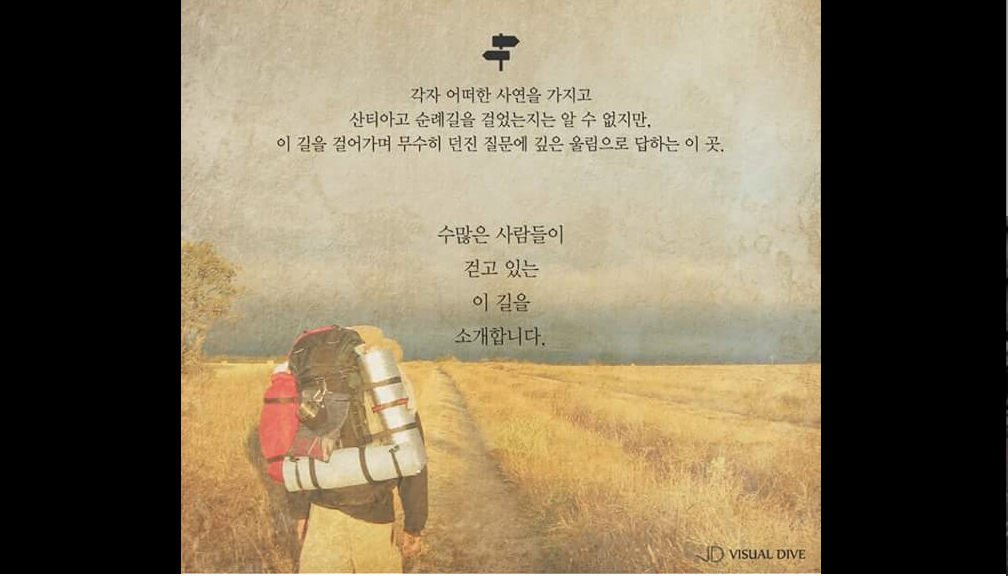 각자 어떠한 사연을 가지고
산티아고 순례길을 걸었는지는 알 수 없지만,
이 길을 걸어가며 무수히 던진 질문에 깊은 울림으로 답하는 이 곳.
수많은 사람들이
걷고 있는
이 길을
소개합니다.
VISUAL DIVE